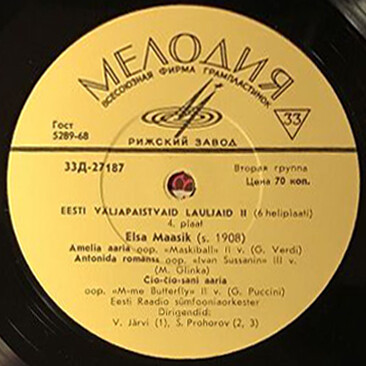 МЕЛОДИЯ
ВСЕСОЮЗНАЯ ФИРМА ГРАМПЛАСТИНОК
33
Гост
5289-68
РИЖСКИЙ ЗАВОД
33Д-27187
Вторая группа
Цена 70 коп.
EESTI VALJAPAISTVAID LAULJAID II (6 heliplaati)
4. plaat
Elsa Maasik (s. 1908)
Amelia aaria oop. «Maskiball» II v. (G. Verdi)
Antonida romanss oop. «Ivan Sussanin» III v.
(M. Glinka)
Cio-čio-sani aaria
oop. «M-me Butterfly» II v. (G. Puccini)
Eesti Raadio sümfooniaorkester
Dirigendid:
V. Järvi (1), S. Prohorov (2, 3)